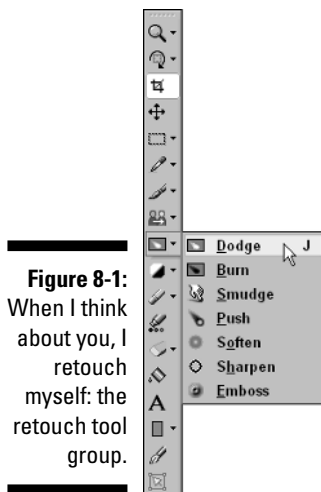 Figure 8-1:
When I think
about you, I
retouch
myself: the
retouch tool
group.
Dodge J
Burn
Smudge
Push
Soften
Sharpen
Emboss
A